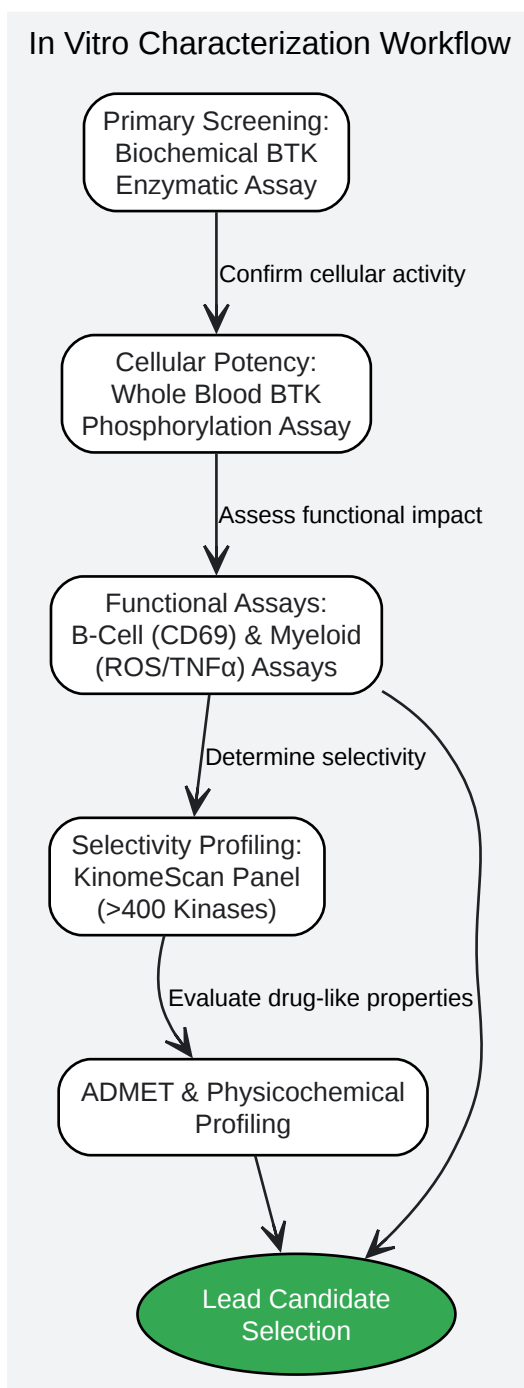 In Vitro Characterization Workflow
Primary Screening:
Biochemical BTK
Enzymatic Assay
Confirm cellular activity
Cellular Potency:
Whole Blood BTK
Phosphorylation Assay
Assess functional impact
Functional Assays:
B-Cell (CD69) & Myeloid
(ROS/TNFα) Assays
Determine selectivity
Selectivity Profiling:
KinomeScan Panel
(>400 Kinases)
Evaluate drug-like properties
ADMET & Physicochemical
Profiling
Lead Candidate
Selection